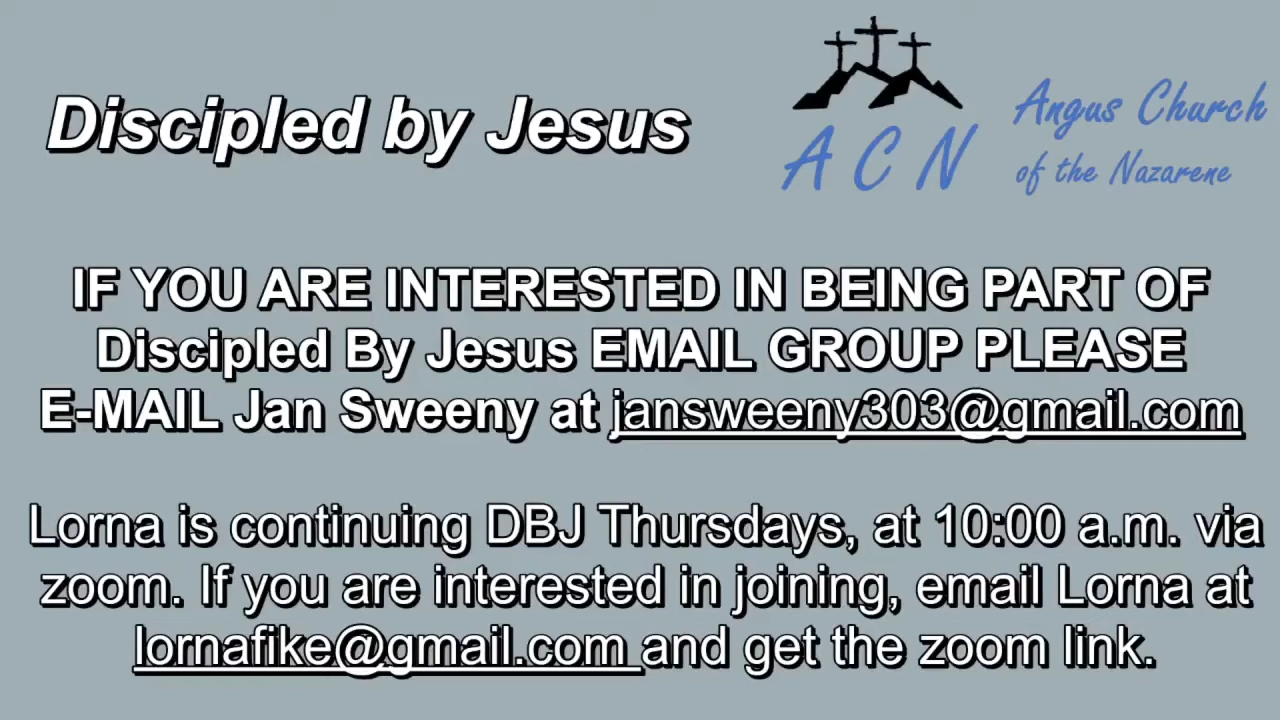 Discipled by Jesus
A C N
Angus Church
of the Nazarene
IF YOU ARE INTERESTED IN BEING PART OF
Discipled By Jesus EMAIL GROUP PLEASE
E-MAIL Jan Sweeny at jansweeny303@gmail.com
Lorna is continuing DBJ Thursdays, at 10:00 a.m. via
zoom. If you are interested in joining, email Lorna at
lornafike@gmail.com and get the zoom link.